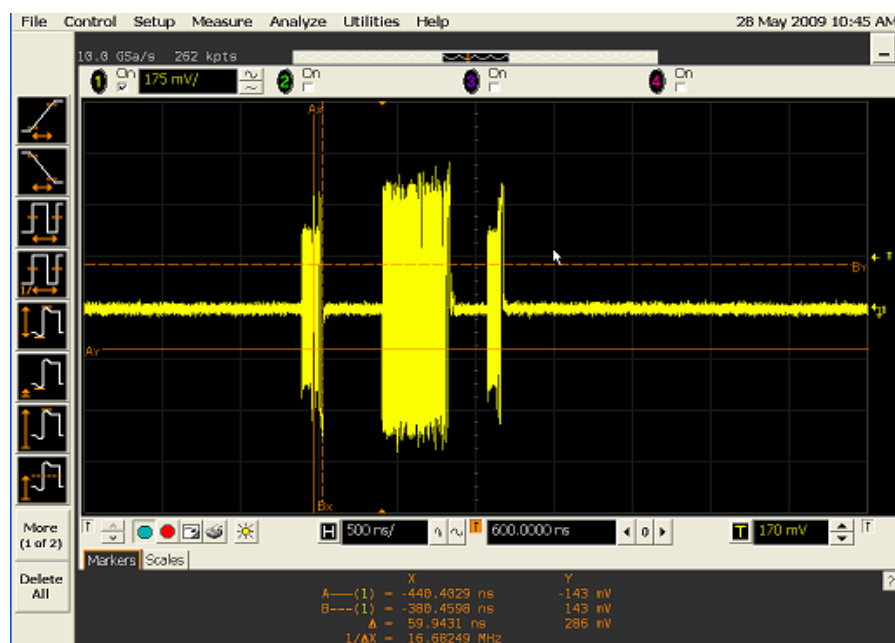 File Control Setup Measure Analyze Utilities Help 28 May 2009 10:45 AM
10.0 GSa/s 262 kpts
1 On 175 mV/ 2 On 3 On 4 On
Ax
T
By
Ay
Bx
More
(1 of 2)
Delete
All
T H 500 ns/ T 600.0000 ns 0 T 170 mV T
Markers Scales
?
X Y
A——(1) = -440.4029 ns -143 mV
B---(1) = -380.4598 ns 143 mV
Δ = 59.9431 ns 286 mV
1/ΔX = 16.68249 MHz